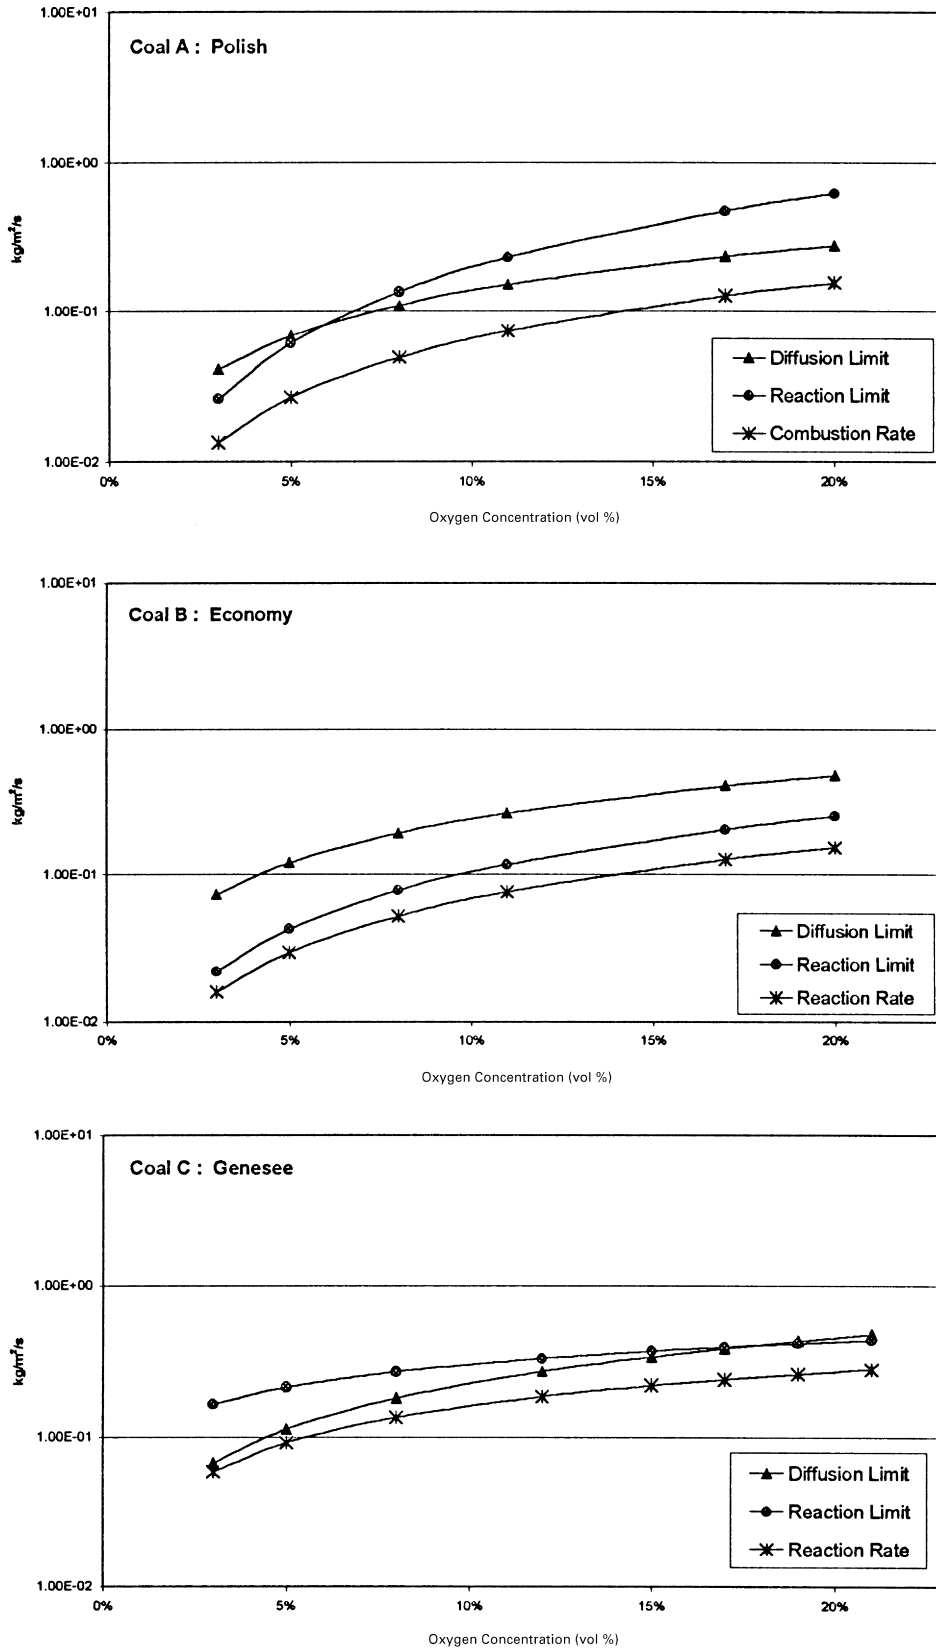 1.00E+01
Coal A : Polish
1.00E+00
kg/m²/s
1.00E-01
Diffusion Limit
Reaction Limit
Combustion Rate
1.00E-02
0% 5% 10% 15% 20%
Oxygen Concentration (vol %)
1.00E+01
Coal B : Economy
1.00E+00
kg/m²/s
1.00E-01
Diffusion Limit
Reaction Limit
Reaction Rate
1.00E-02
0% 5% 10% 15% 20%
Oxygen Concentration (vol %)
1.00E+01
Coal C : Genesee
1.00E+00
kg/m²/s
1.00E-01
Diffusion Limit
Reaction Limit
Reaction Rate
1.00E-02
0% 5% 10% 15% 20%
Oxygen Concentration (vol %)